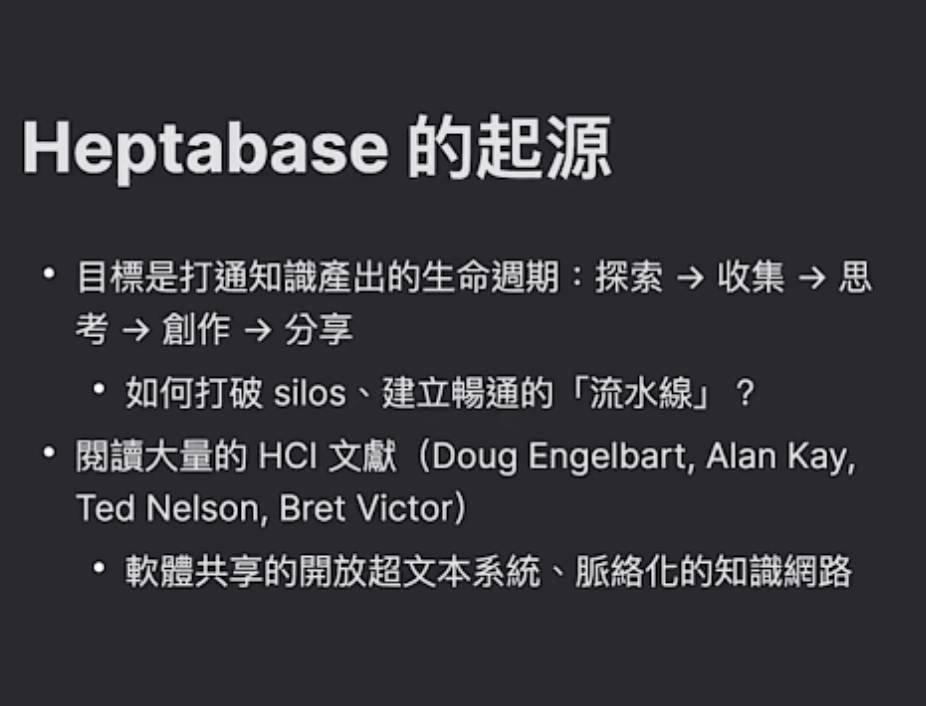 Heptabase 的起源
• 目標是打通知識產出的生命週期：探索 → 收集 → 思
考 → 創作 → 分享
• 如何打破 silos、建立暢通的「流水線」？
• 閱讀大量的 HCI 文獻（Doug Engelbart, Alan Kay,
Ted Nelson, Bret Victor）
• 軟體共享的開放超文本系統、脈絡化的知識網路